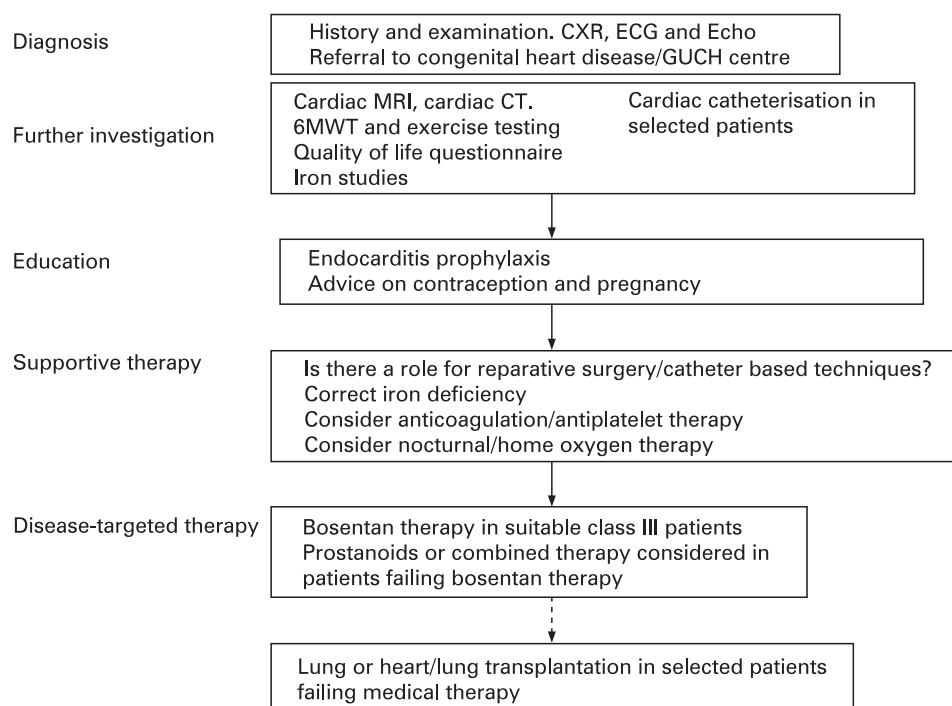 Diagnosis
History and examination. CXR, ECG and Echo
Referral to congenital heart disease/GUCH centre
Further investigation
Cardiac MRI, cardiac CT.
6MWT and exercise testing
Quality of life questionnaire
Iron studies
Cardiac catheterisation in
selected patients
Education
Endocarditis prophylaxis
Advice on contraception and pregnancy
Supportive therapy
Is there a role for reparative surgery/catheter based techniques?
Correct iron deficiency
Consider anticoagulation/antiplatelet therapy
Consider nocturnal/home oxygen therapy
Disease-targeted therapy
Bosentan therapy in suitable class III patients
Prostanoids or combined therapy considered in
patients failing bosentan therapy
Lung or heart/lung transplantation in selected patients
failing medical therapy